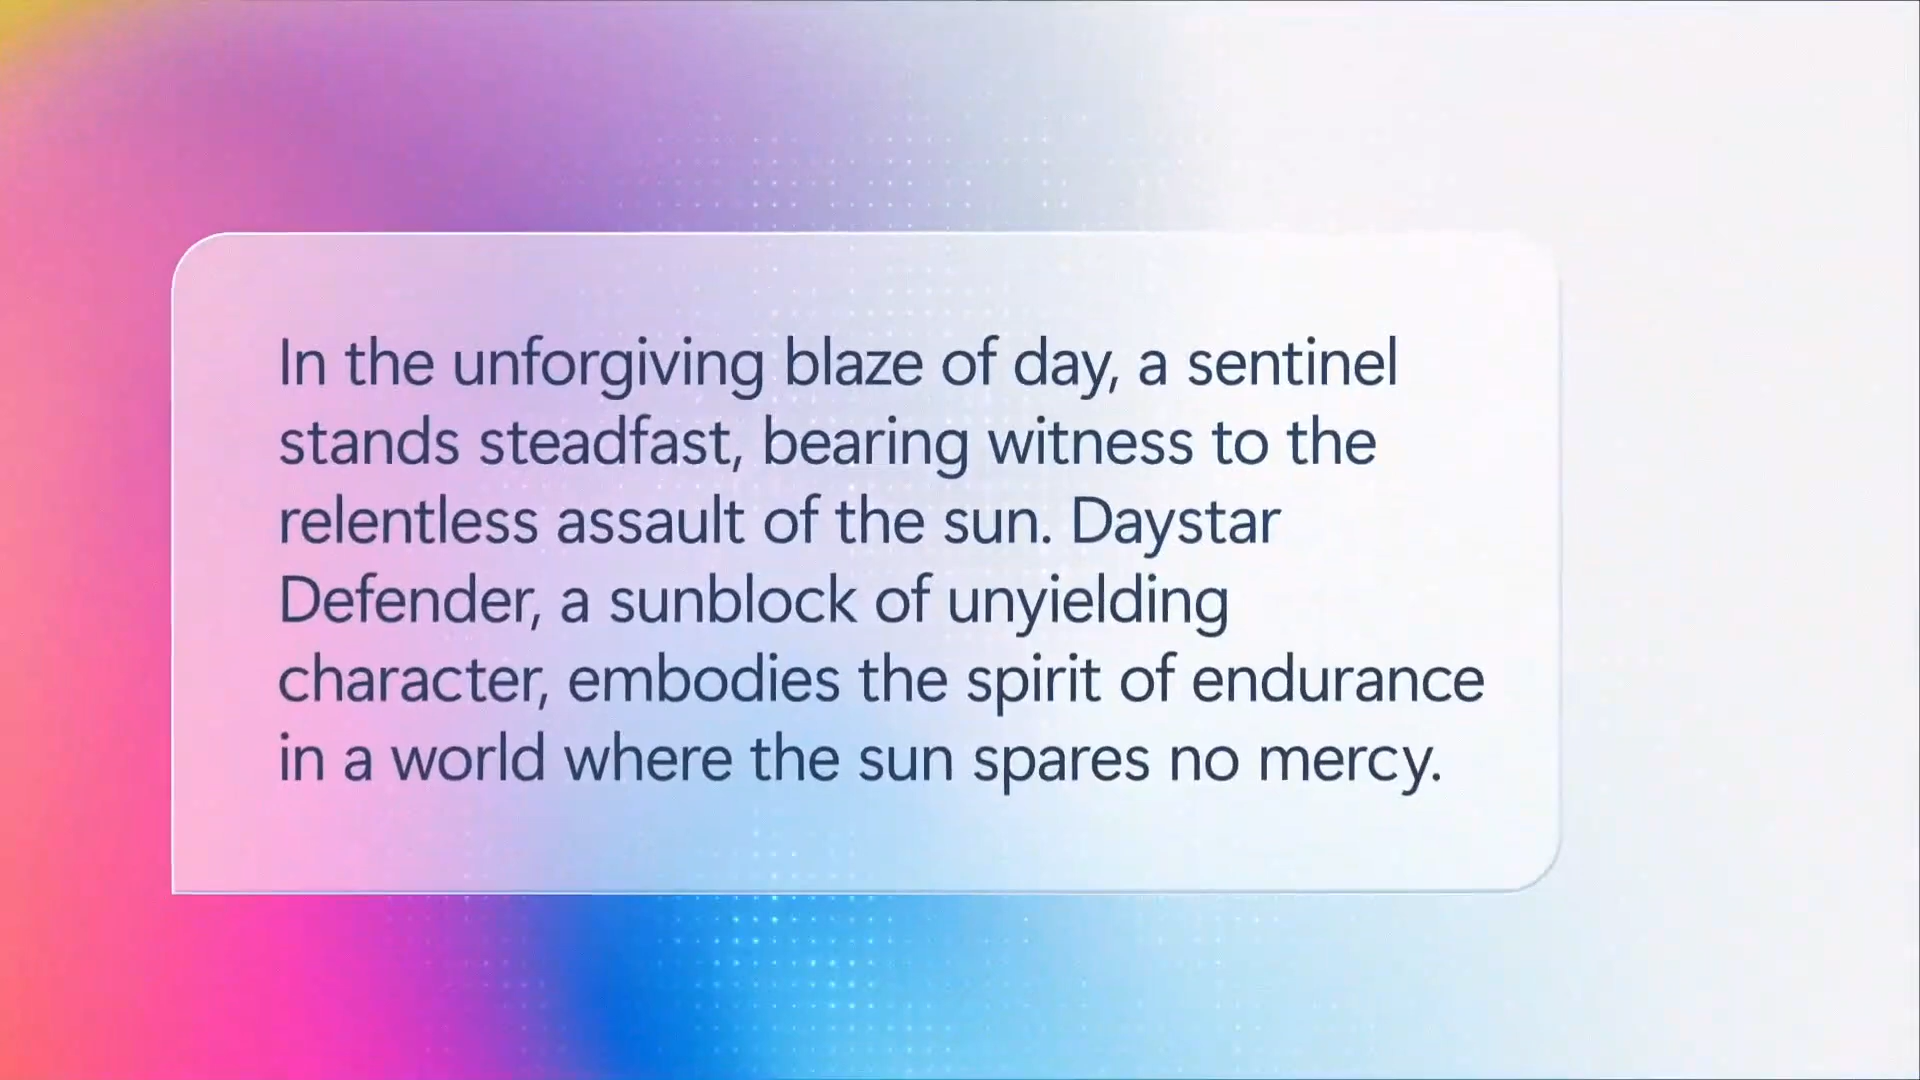 In the unforgiving blaze of day, a sentinel
stands steadfast, bearing witness to the
relentless assault of the sun. Daystar
Defender, a sunblock of unyielding
character, embodies the spirit of endurance
in a world where the sun spares no mercy.